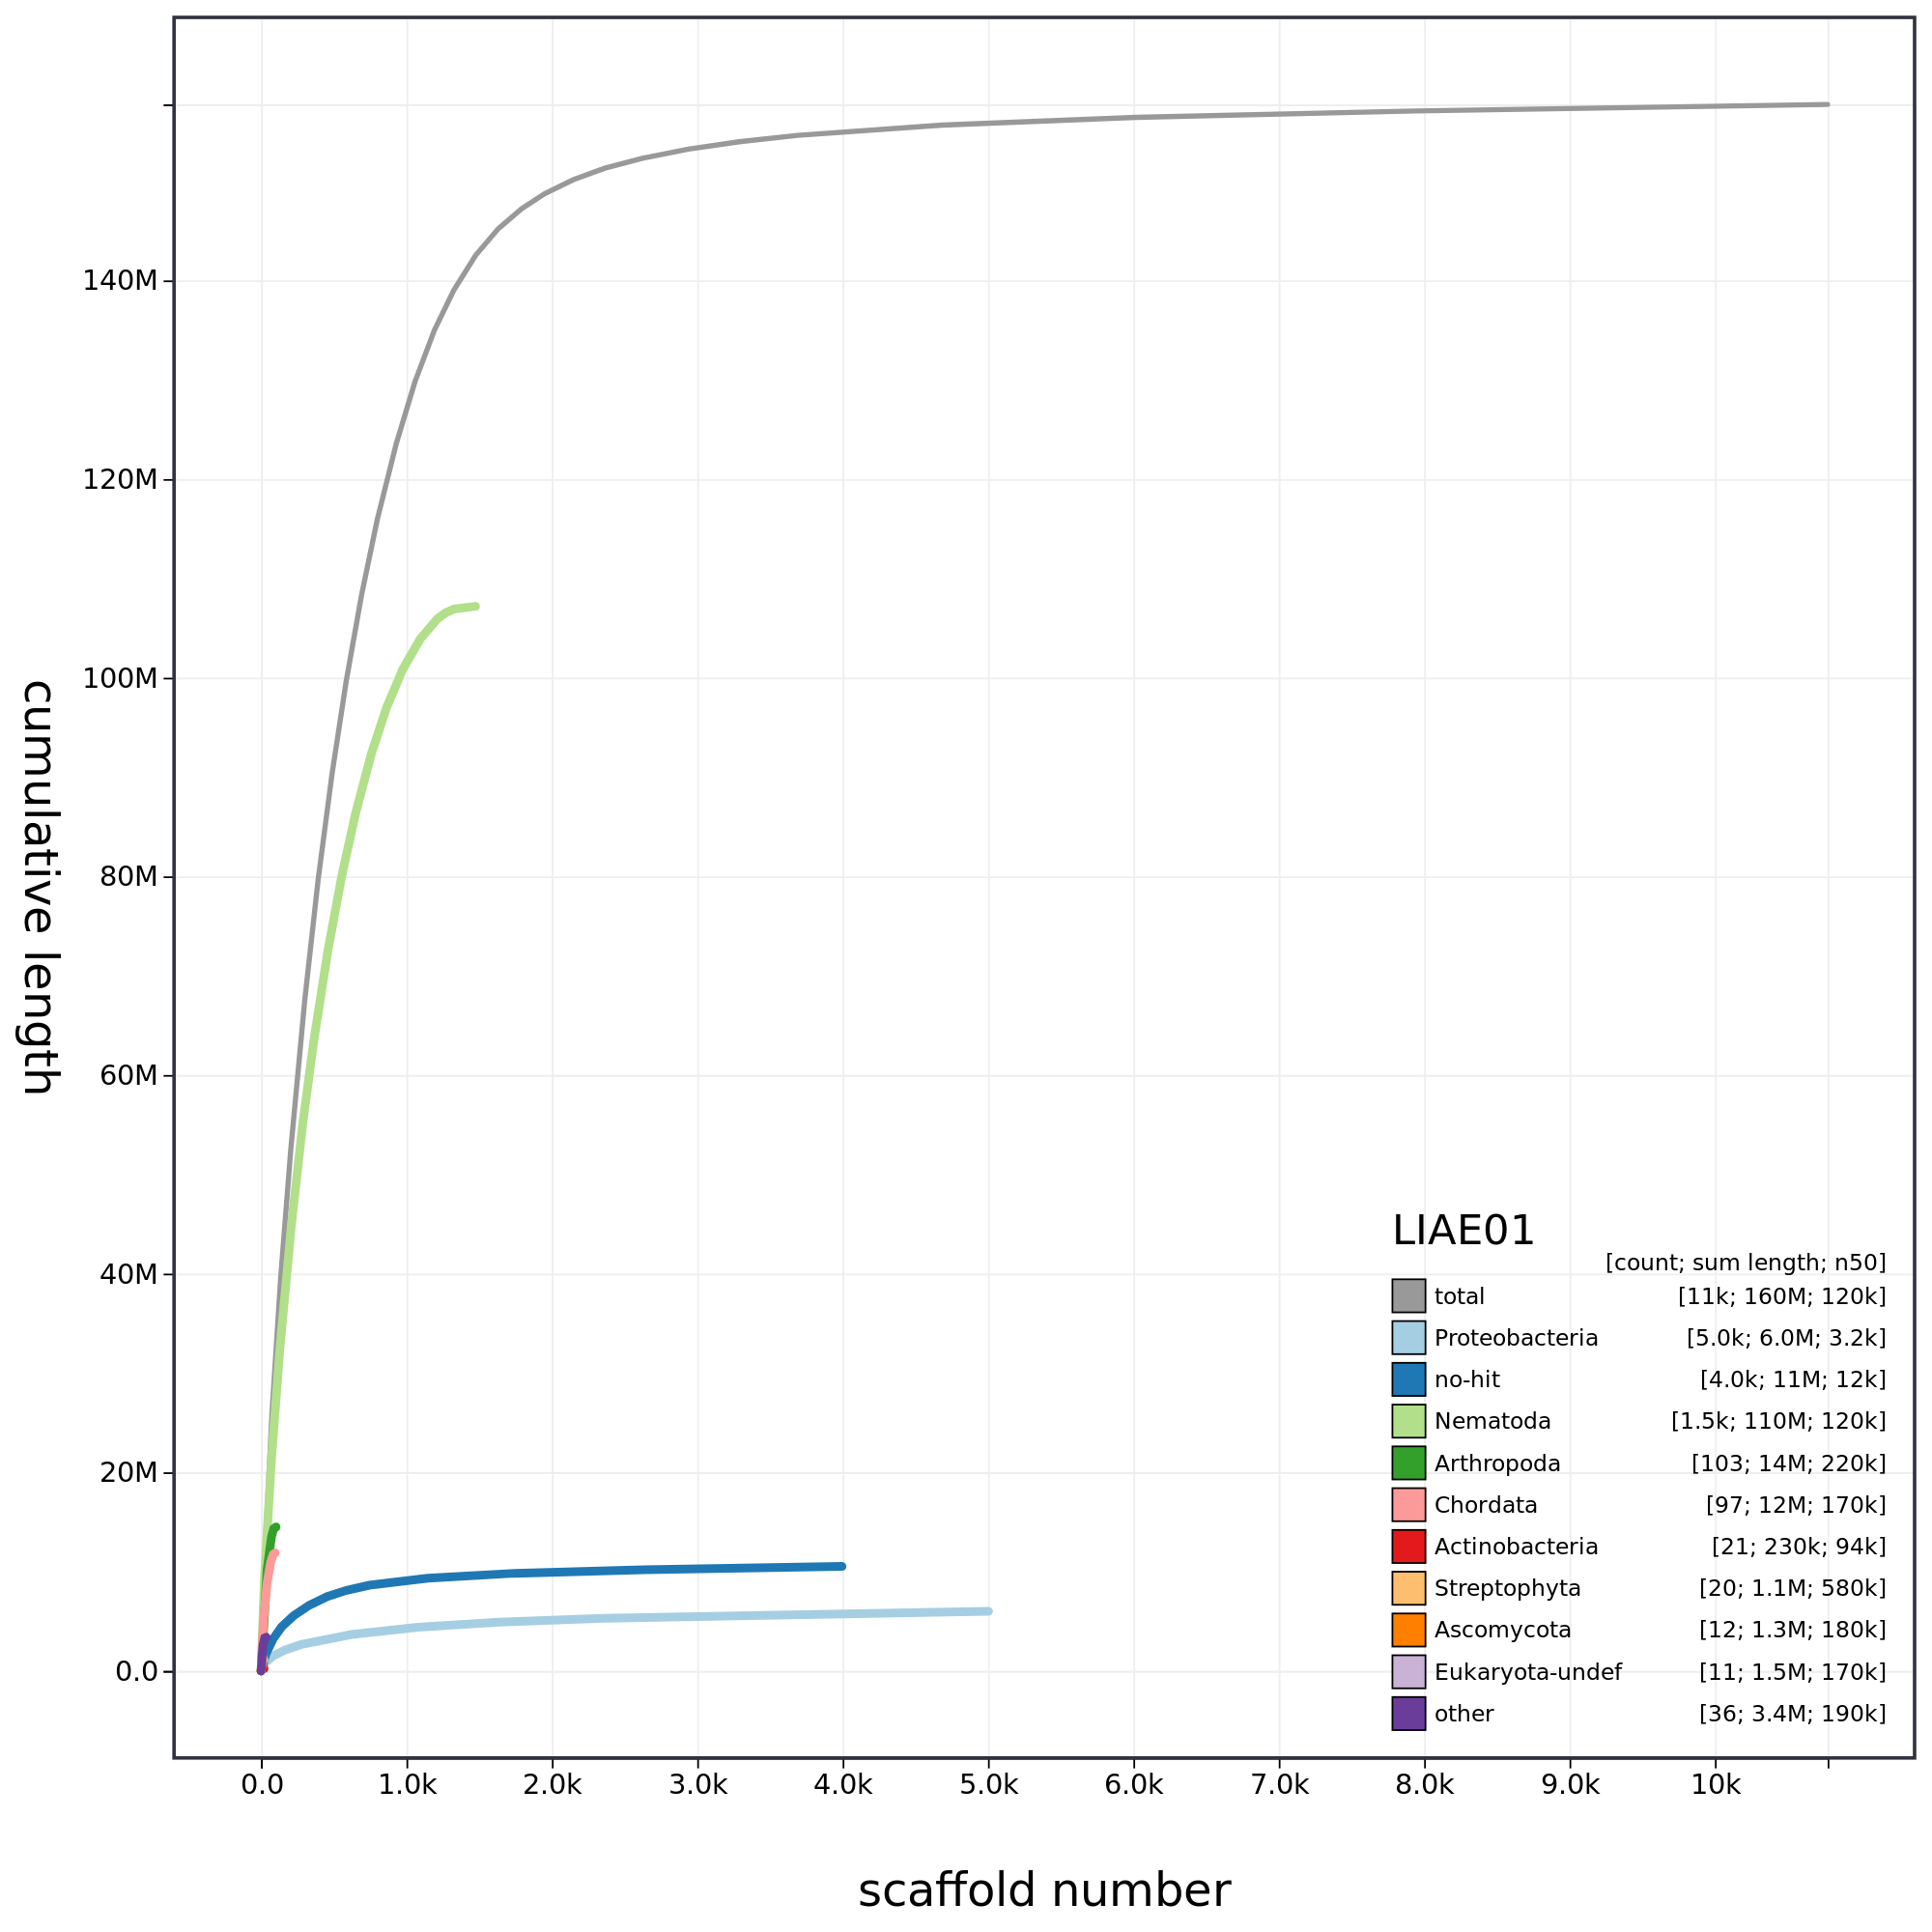 140M
120M
100M
80M
60M
40M
20M
0.0
cumulative length
LIAE01
[count; sum length; n50]
total [11k; 160M; 120k]
Proteobacteria [5.0k; 6.0M; 3.2k]
no-hit [4.0k; 11M; 12k]
Nematoda [1.5k; 110M; 120k]
Arthropoda [103; 14M; 220k]
Chordata [97; 12M; 170k]
Actinobacteria [21; 230k; 94k]
Streptophyta [20; 1.1M; 580k]
Ascomycota [12; 1.3M; 180k]
Eukaryota-undef [11; 1.5M; 170k]
other [36; 3.4M; 190k]
0.0 1.0k 2.0k 3.0k 4.0k 5.0k 6.0k 7.0k 8.0k 9.0k 10k
scaffold number